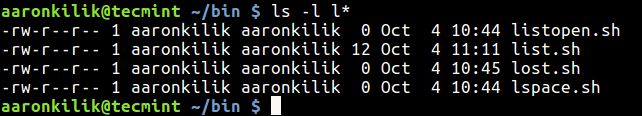 aaronkilik@tecmint ~/bin $ ls -l l*
-rw-r--r-- 1 aaronkilik aaronkilik  0 Oct  4 10:44 listopen.sh
-rw-r--r-- 1 aaronkilik aaronkilik 12 Oct  4 11:11 list.sh
-rw-r--r-- 1 aaronkilik aaronkilik  0 Oct  4 10:45 lost.sh
-rw-r--r-- 1 aaronkilik aaronkilik  0 Oct  4 10:44 lspace.sh
aaronkilik@tecmint ~/bin $